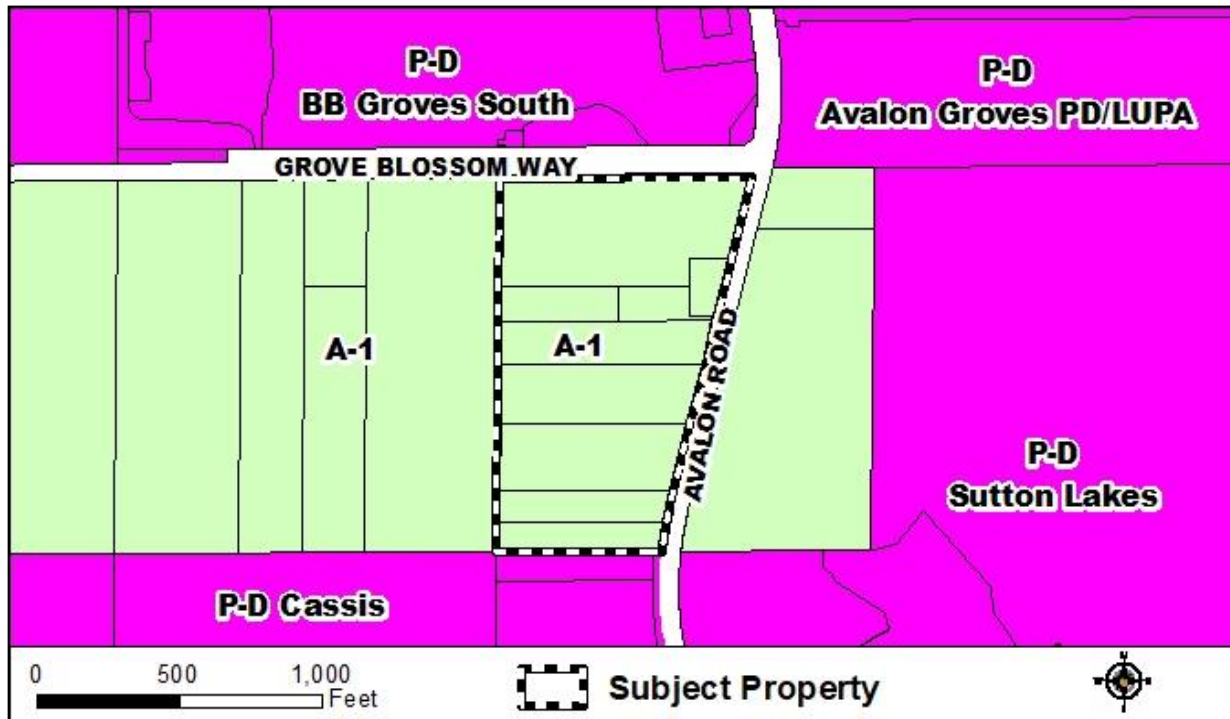 P-D
BB Groves South
P-D
Avalon Groves PD/LUPA
GROVE BLOSSOM WAY
A-1
A-1
AVALON ROAD
P-D
Sutton Lakes
P-D Cassis
0 500 1,000
Feet
Subject Property
N